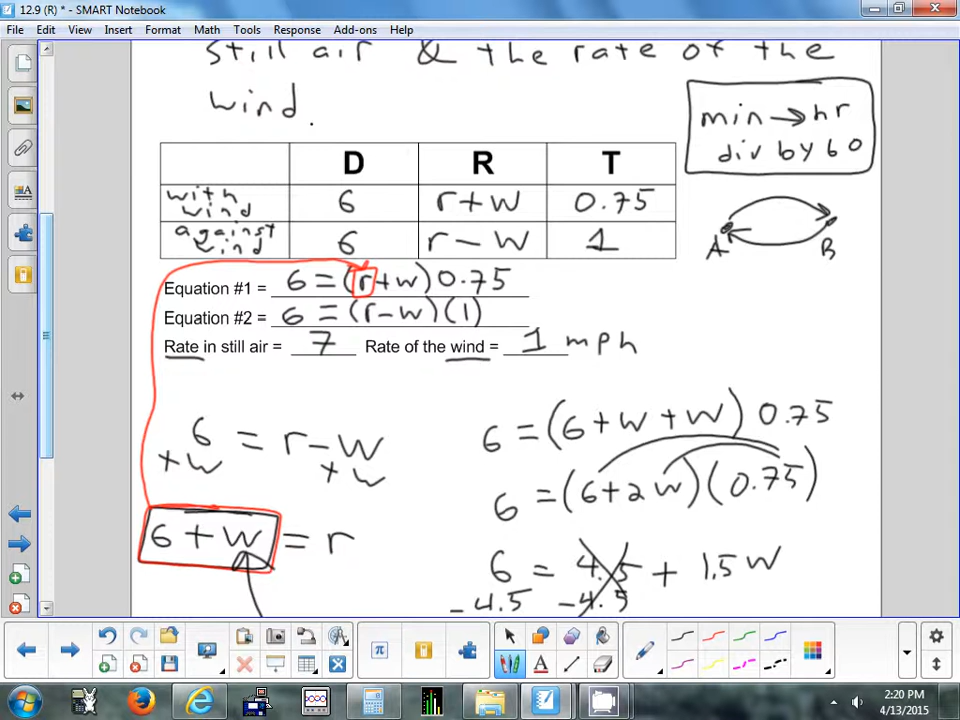 12.9 (R) * - SMART Notebook
File Edit View Insert Format Math Tools Response Add-ons Help
still air & the rate of the
wind.
min → hr
div by 60
D R T
with wind 6 r+w 0.75
against wind 6 r-w 1
A B
Equation #1 = 6 = (r+w) 0.75
Equation #2 = 6 = (r-w)(1)
Rate in still air = 7 Rate of the wind = 1 mph
6 = r-w
+w +w
6+w = r
6 = (6+w+w) 0.75
6 = (6+2w)(0.75)
6 = 4.5 + 1.5w
-4.5 -4.5
2:20 PM
4/13/2015